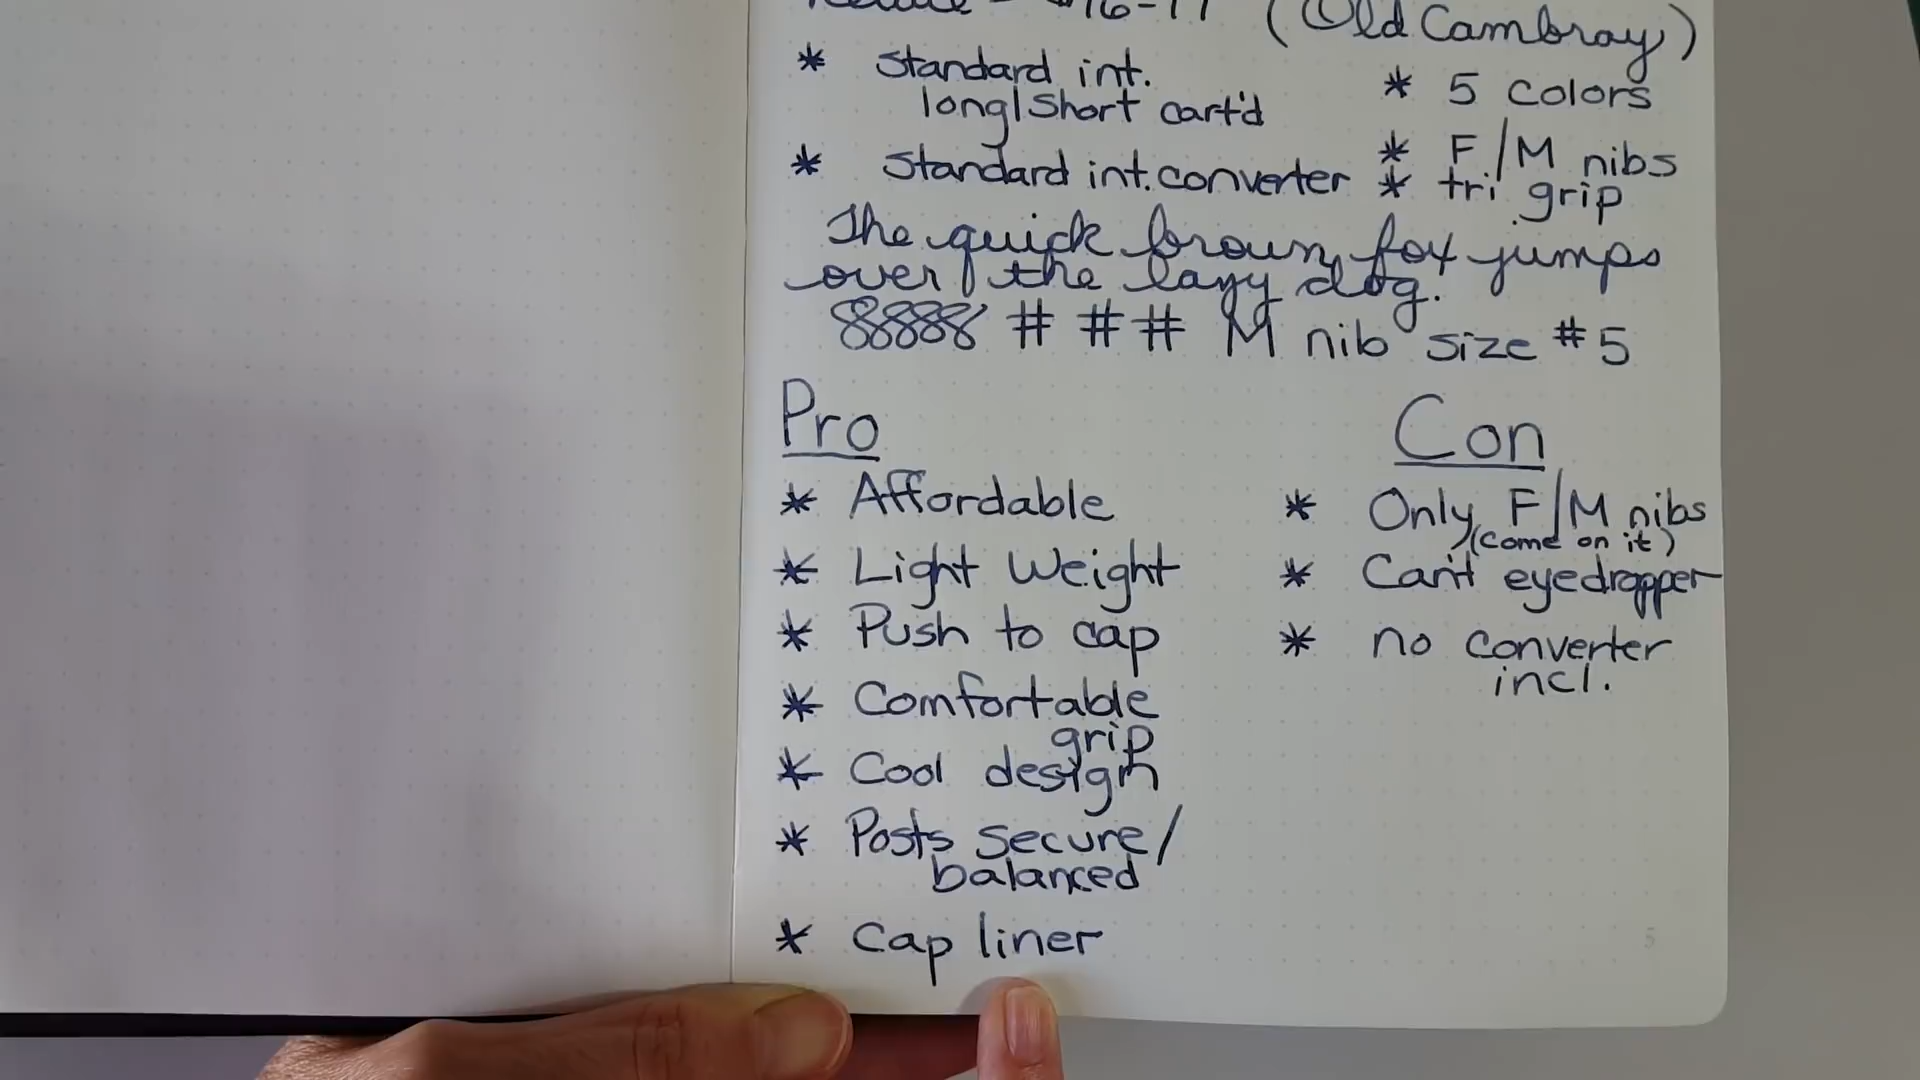 (Old Cambray)
* Standard int.
long/short cart'd
* Standard int. converter
* 5 colors
* F/M nibs
* tri grip
The quick brown fox jumps
over the lazy dog.
8888 # # # M nib size #5
Pro
* Affordable
* Light Weight
* Push to cap
* Comfortable
grip
* Cool design
* Posts secure/
balanced
* Cap liner
Con
* Only F/M nibs
(come on it)
* Can't eyedropper
* no converter
incl.
5